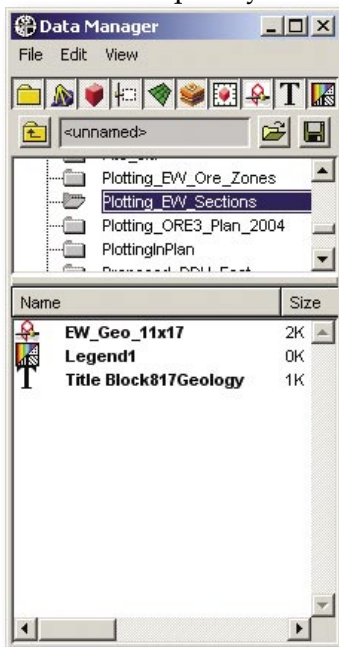 Data Manager
File Edit View
T
<unnamed>
Plotting_EW_Ore_Zones
Plotting_EW_Sections
Plotting_ORE3_Plan_2004
PlottingInPlan
Name Size
EW_Geo_11x17 2K
Legend1 0K
T Title Block817Geology 1K